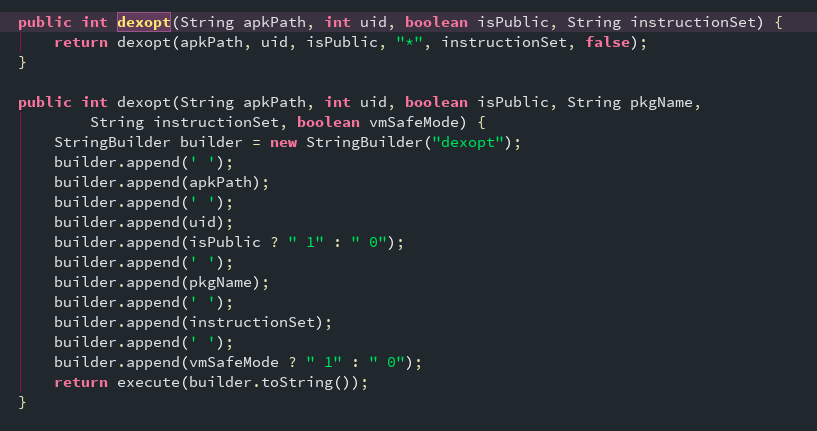 public int dexopt(String apkPath, int uid, boolean isPublic, String instructionSet) {
    return dexopt(apkPath, uid, isPublic, "*", instructionSet, false);
}

public int dexopt(String apkPath, int uid, boolean isPublic, String pkgName,
        String instructionSet, boolean vmSafeMode) {
    StringBuilder builder = new StringBuilder("dexopt");
    builder.append(' ');
    builder.append(apkPath);
    builder.append(' ');
    builder.append(uid);
    builder.append(isPublic ? " 1" : " 0");
    builder.append(' ');
    builder.append(pkgName);
    builder.append(' ');
    builder.append(instructionSet);
    builder.append(' ');
    builder.append(vmSafeMode ? " 1" : " 0");
    return execute(builder.toString());
}